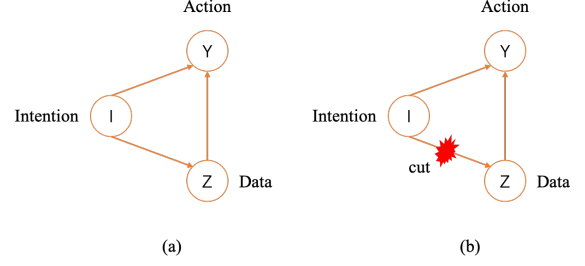 Action
Y
Intention
I
Z
Data
(a)
Action
Y
Intention
I
cut
Z
Data
(b)